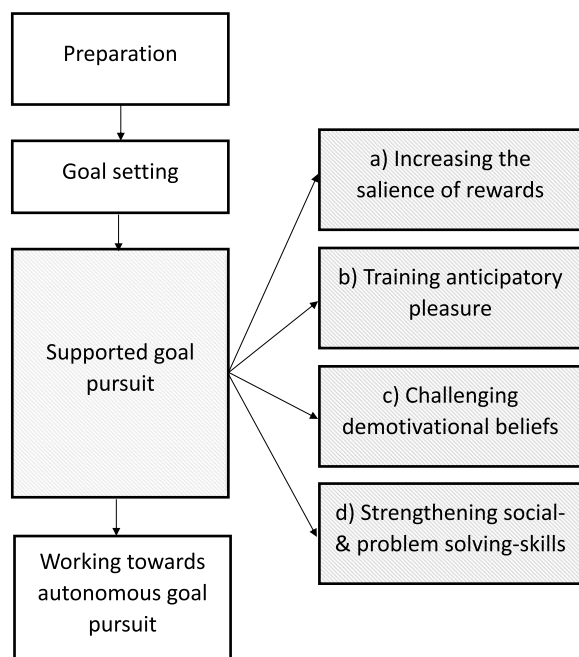 Preparation
Goal setting
Supported goal
pursuit
Working towards
autonomous goal
pursuit
a) Increasing the
salience of rewards
b) Training anticipatory
pleasure
c) Challenging
demotivational beliefs
d) Strengthening social-
& problem solving-skills